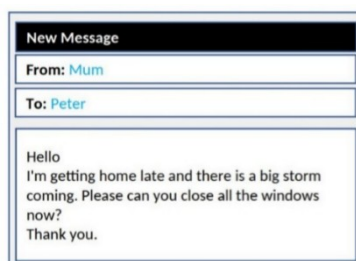 New Message
From: Mum
To: Peter
Hello
I'm getting home late and there is a big storm
coming. Please can you close all the windows
now?
Thank you.